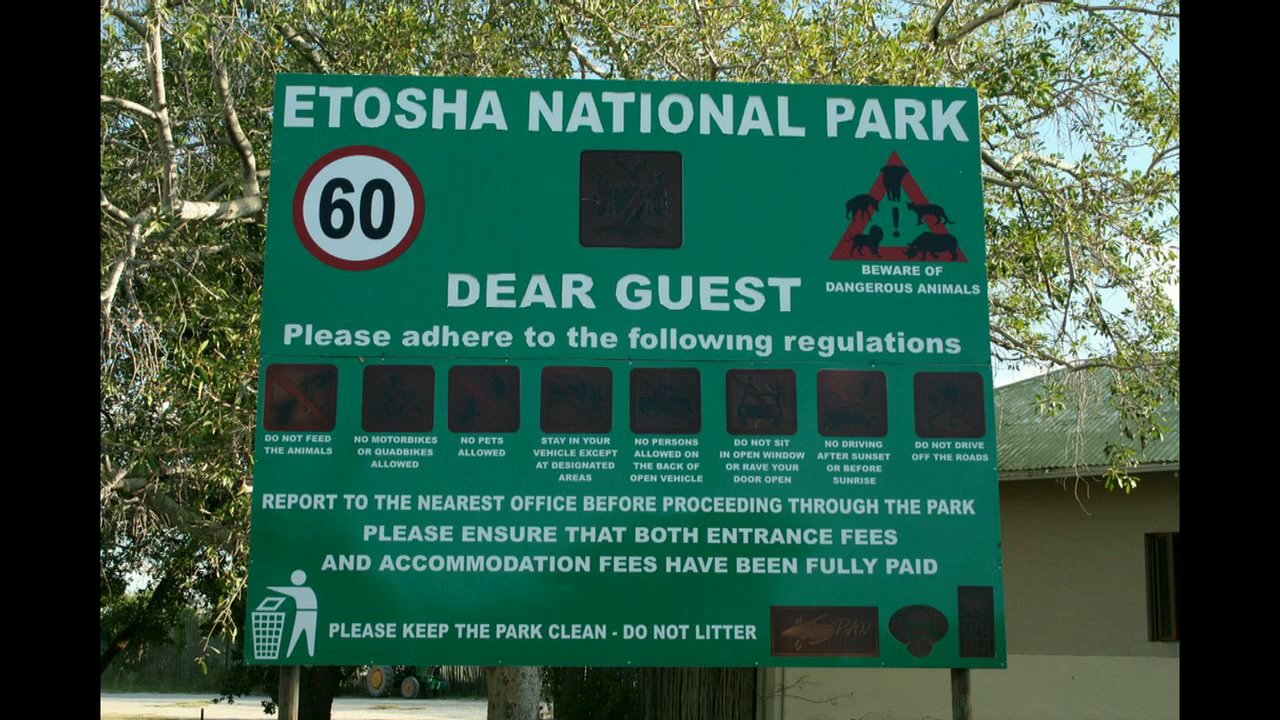 ETOSHA NATIONAL PARK
60
!
BEWARE OF
DANGEROUS ANIMALS
DEAR GUEST
Please adhere to the following regulations
DO NOT FEED
THE ANIMALS
NO MOTORBIKES
OR QUADBIKES
ALLOWED
NO PETS
ALLOWED
STAY IN YOUR
VEHICLE EXCEPT
AT DESIGNATED
AREAS
NO PERSONS
ALLOWED ON
THE BACK OF
OPEN VEHICLE
DO NOT SIT
IN OPEN WINDOW
OR RAVE YOUR
DOOR OPEN
NO DRIVING
AFTER SUNSET
OR BEFORE
SUNRISE
DO NOT DRIVE
OFF THE ROADS
REPORT TO THE NEAREST OFFICE BEFORE PROCEEDING THROUGH THE PARK
PLEASE ENSURE THAT BOTH ENTRANCE FEES
AND ACCOMMODATION FEES HAVE BEEN FULLY PAID
PLEASE KEEP THE PARK CLEAN - DO NOT LITTER
PAN